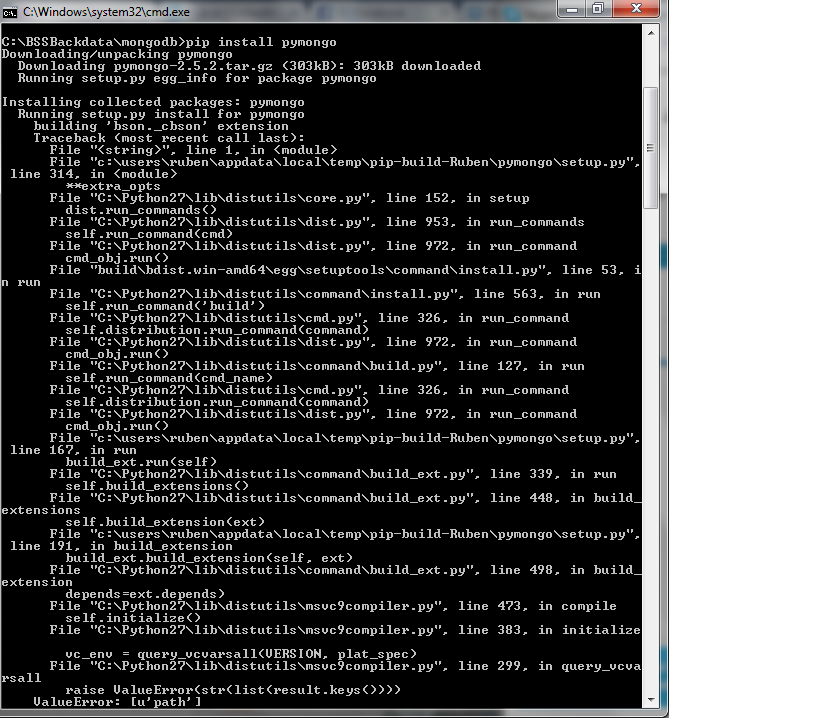 C:\Windows\system32\cmd.exe
C:\BSSBackdata\mongodb>pip install pymongo
Downloading/unpacking pymongo
  Downloading pymongo-2.5.2.tar.gz (303kB): 303kB downloaded
  Running setup.py egg_info for package pymongo
Installing collected packages: pymongo
  Running setup.py install for pymongo
    building 'bson._cbson' extension
    Traceback (most recent call last):
      File "<string>", line 1, in <module>
      File "c:\users\ruben\appdata\local\temp\pip-build-Ruben\pymongo\setup.py",
 line 314, in <module>
        **extra_opts
      File "C:\Python27\lib\distutils\core.py", line 152, in setup
        dist.run_commands()
      File "C:\Python27\lib\distutils\dist.py", line 953, in run_commands
        self.run_command(cmd)
      File "C:\Python27\lib\distutils\dist.py", line 972, in run_command
        cmd_obj.run()
      File "build\bdist.win-amd64\egg\setuptools\command\install.py", line 53, i
n run
      File "C:\Python27\lib\distutils\command\install.py", line 563, in run
        self.run_command('build')
      File "C:\Python27\lib\distutils\cmd.py", line 326, in run_command
        self.distribution.run_command(command)
      File "C:\Python27\lib\distutils\dist.py", line 972, in run_command
        cmd_obj.run()
      File "C:\Python27\lib\distutils\command\build.py", line 127, in run
        self.run_command(cmd_name)
      File "C:\Python27\lib\distutils\cmd.py", line 326, in run_command
        self.distribution.run_command(command)
      File "C:\Python27\lib\distutils\dist.py", line 972, in run_command
        cmd_obj.run()
      File "c:\users\ruben\appdata\local\temp\pip-build-Ruben\pymongo\setup.py",
 line 167, in run
        build_ext.run(self)
      File "C:\Python27\lib\distutils\command\build_ext.py", line 339, in run
        self.build_extensions()
      File "C:\Python27\lib\distutils\command\build_ext.py", line 448, in build_
extensions
        self.build_extension(ext)
      File "c:\users\ruben\appdata\local\temp\pip-build-Ruben\pymongo\setup.py",
 line 191, in build_extension
        build_ext.build_extension(self, ext)
      File "C:\Python27\lib\distutils\command\build_ext.py", line 498, in build_
extension
        depends=ext.depends)
      File "C:\Python27\lib\distutils\msvc9compiler.py", line 473, in compile
        self.initialize()
      File "C:\Python27\lib\distutils\msvc9compiler.py", line 383, in initialize
        vc_env = query_vcvarsall(VERSION, plat_spec)
      File "C:\Python27\lib\distutils\msvc9compiler.py", line 299, in query_vcva
rsall
        raise ValueError(str(list(result.keys())))
    ValueError: [u'path']